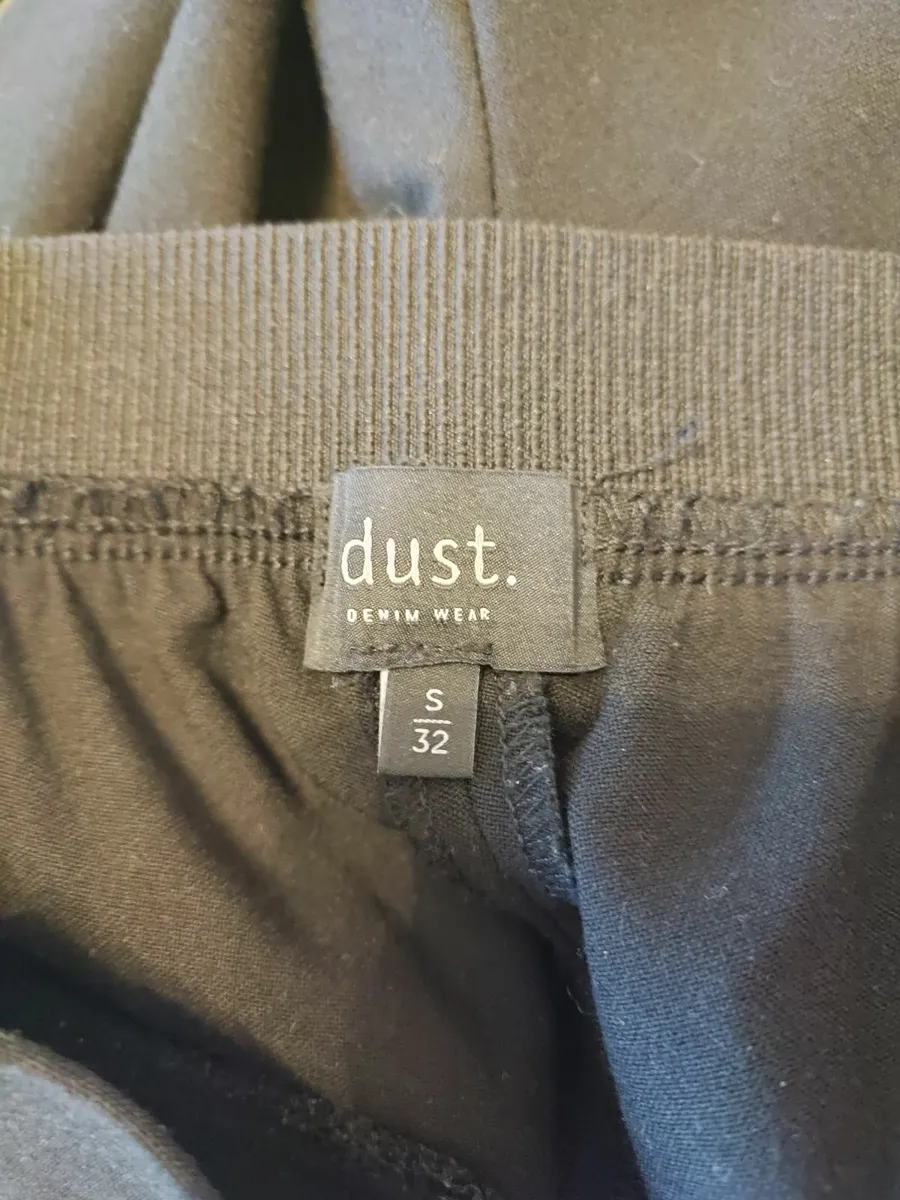 dust.
DENIM WEAR
S
32